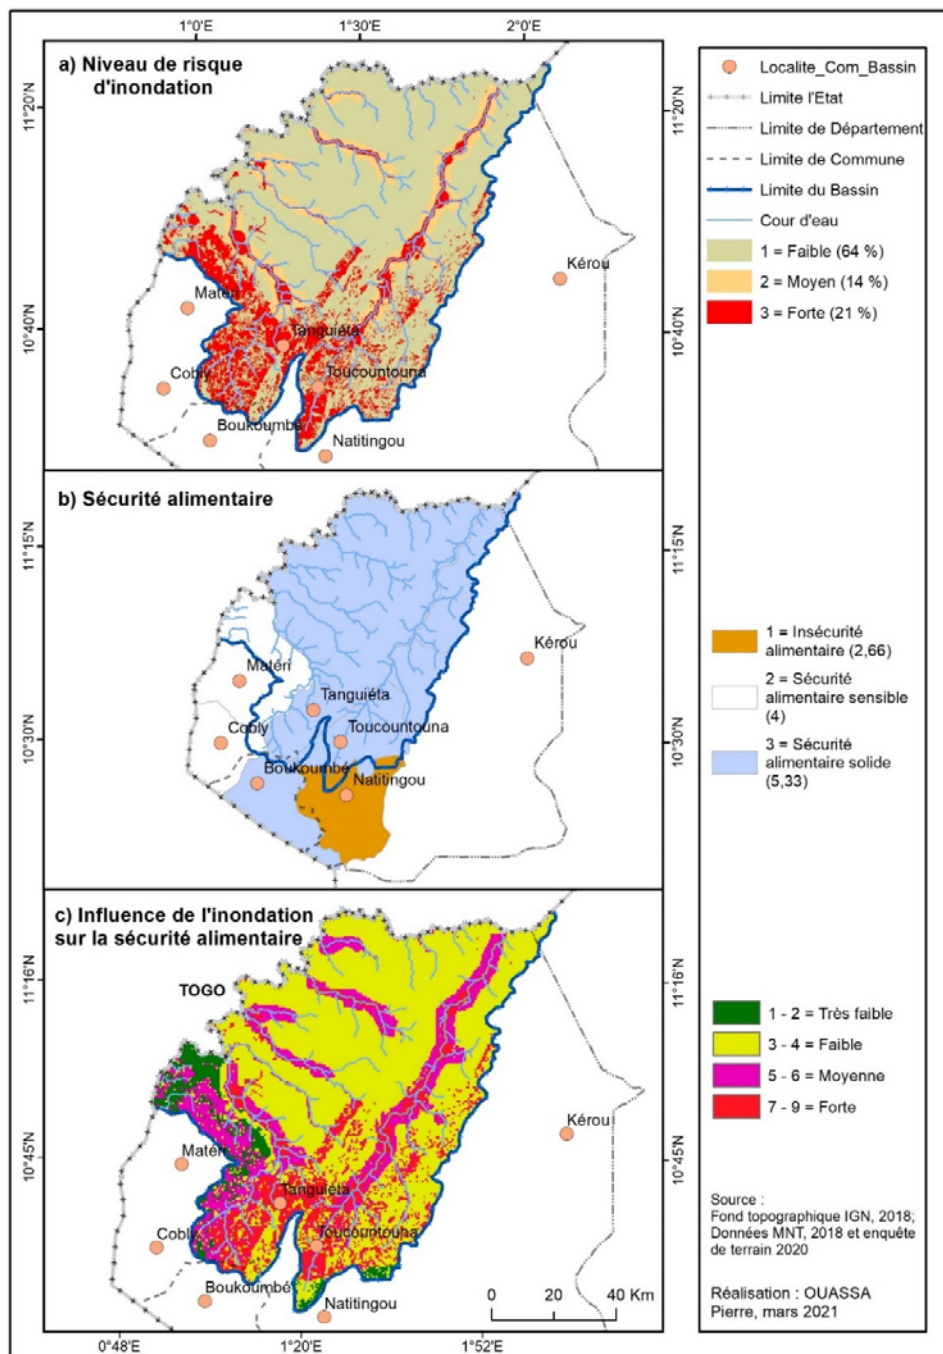 1°0'E 1°30'E 2°0'E
a) Niveau de risque
d'inondation
11°20'N
11°20'N
10°40'N
10°40'N
Kérou
Matéri
Tanguiéta
Cobly
Toucountouna
Boukoumbé
Natitingou
b) Sécurité alimentaire
11°15'N
11°15'N
10°30'N
10°30'N
Kérou
Matéri
Tanguiéta
Cobly
Toucountouna
Boukoumbé
Natitingou
c) Influence de l'inondation
sur la sécurité alimentaire
TOGO
11°16'N
11°16'N
10°45'N
10°45'N
Kérou
Matéri
Tanguiéta
Cobly
Toucountouna
Boukoumbé
Natitingou
0 20 40 Km
0°48'E 1°20'E 1°52'E
Localite_Com_Bassin
Limite l'Etat
Limite de Département
Limite de Commune
Limite du Bassin
Cour d'eau
1 = Faible (64 %)
2 = Moyen (14 %)
3 = Forte (21 %)
1 = Insécurité
alimentaire (2,66)
2 = Sécurité
alimentaire sensible
(4)
3 = Sécurité
alimentaire solide
(5,33)
1 - 2 = Très faible
3 - 4 = Faible
5 - 6 = Moyenne
7 - 9 = Forte
Source :
Fond topographique IGN, 2018;
Données MNT, 2018 et enquête
de terrain 2020
Réalisation : OUASSA
Pierre, mars 2021